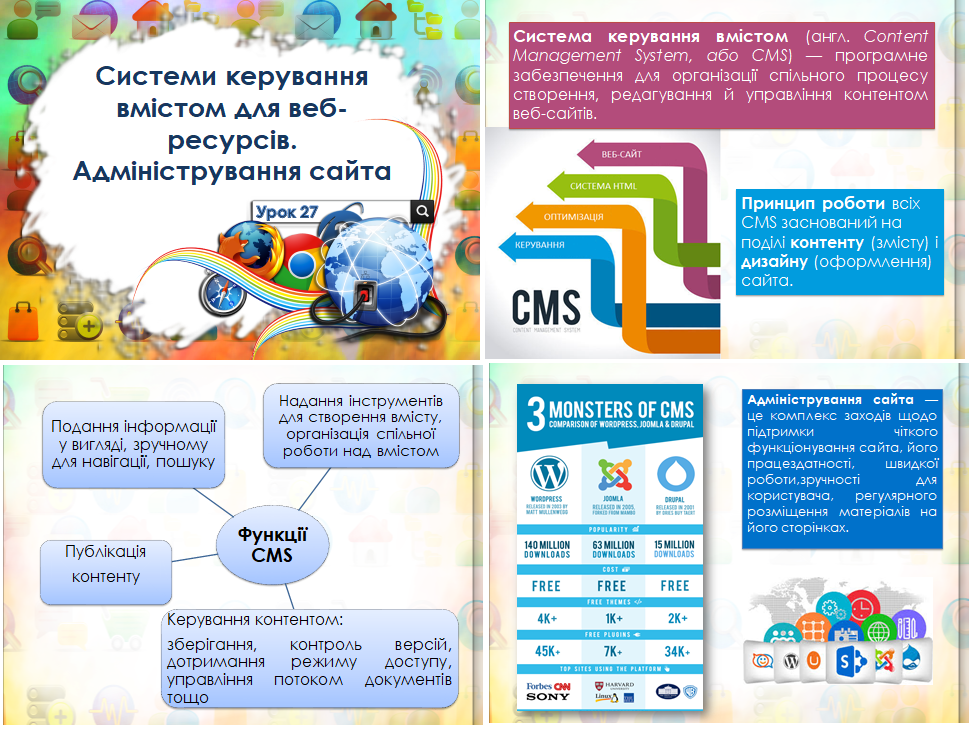 Системи керування
вмістом для веб-
ресурсів.
Адміністрування сайта
Урок 27
Система керування вмістом (англ. Content
Management System, або CMS) — програмне
забезпечення для організації спільного процесу
створення, редагування й управління контентом
веб-сайтів.
ВЕБ-САЙТ
СИСТЕМА HTML
ОПТИМІЗАЦІЯ
КЕРУВАННЯ
CMS
CONTENT MANAGEMENT SYSTEM
Принцип роботи всіх
CMS заснований на
поділі контенту (змісту) і
дизайну (оформлення)
сайта.
Подання інформації
у вигляді, зручному
для навігації, пошуку
Надання інструментів
для створення вмісту,
організація спільної
роботи над вмістом
Функції
CMS
Публікація
контенту
Керування контентом:
зберігання, контроль версій,
дотримання режиму доступу,
управління потоком документів
тощо
3 MONSTERS OF CMS
COMPARISON OF WORDPRESS, JOOMLA & DRUPAL
WORDPRESS JOOMLA DRUPAL
RELEASED IN 2003 BY RELEASED IN 2005, RELEASED IN 2001
MATT MULLENWEGG FORKED FROM MAMBO BY DRIES BUYTAERT
POPULARITY
140 MILLION 63 MILLION 15 MILLION
DOWNLOADS DOWNLOADS DOWNLOADS
COST
FREE FREE FREE
FREE THEMES
4K+ 1K+ 2K+
FREE PLUGINS
45K+ 7K+ 34K+
TOP SITES USING THE PLATFORM
Forbes CNN HARVARD
SONY Linux
Адміністрування сайта —
це комплекс заходів щодо
підтримки чіткого
функціонування сайта, його
працездатності, швидкої
роботи,зручності для
користувача, регулярного
розміщення матеріалів на
його сторінках.